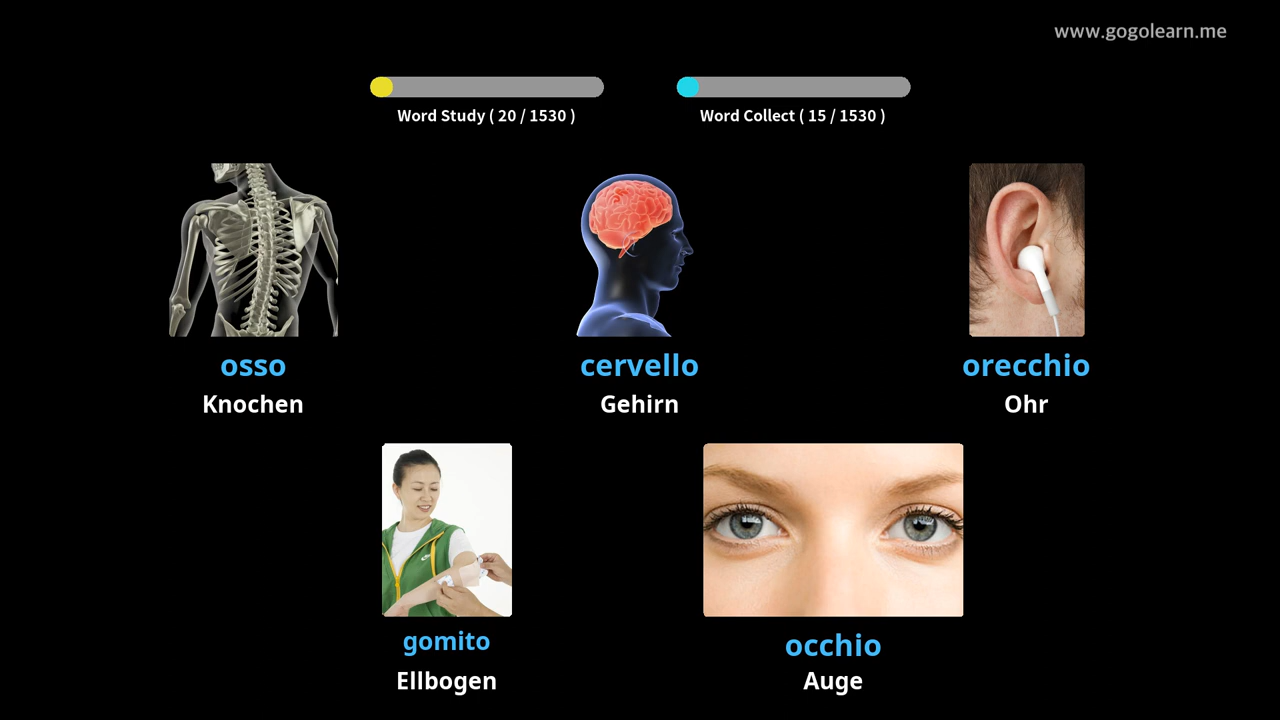 www.gogolearn.me
Word Study ( 20 / 1530 )
Word Collect ( 15 / 1530 )
osso
Knochen
cervello
Gehirn
orecchio
Ohr
gomito
Ellbogen
occhio
Auge